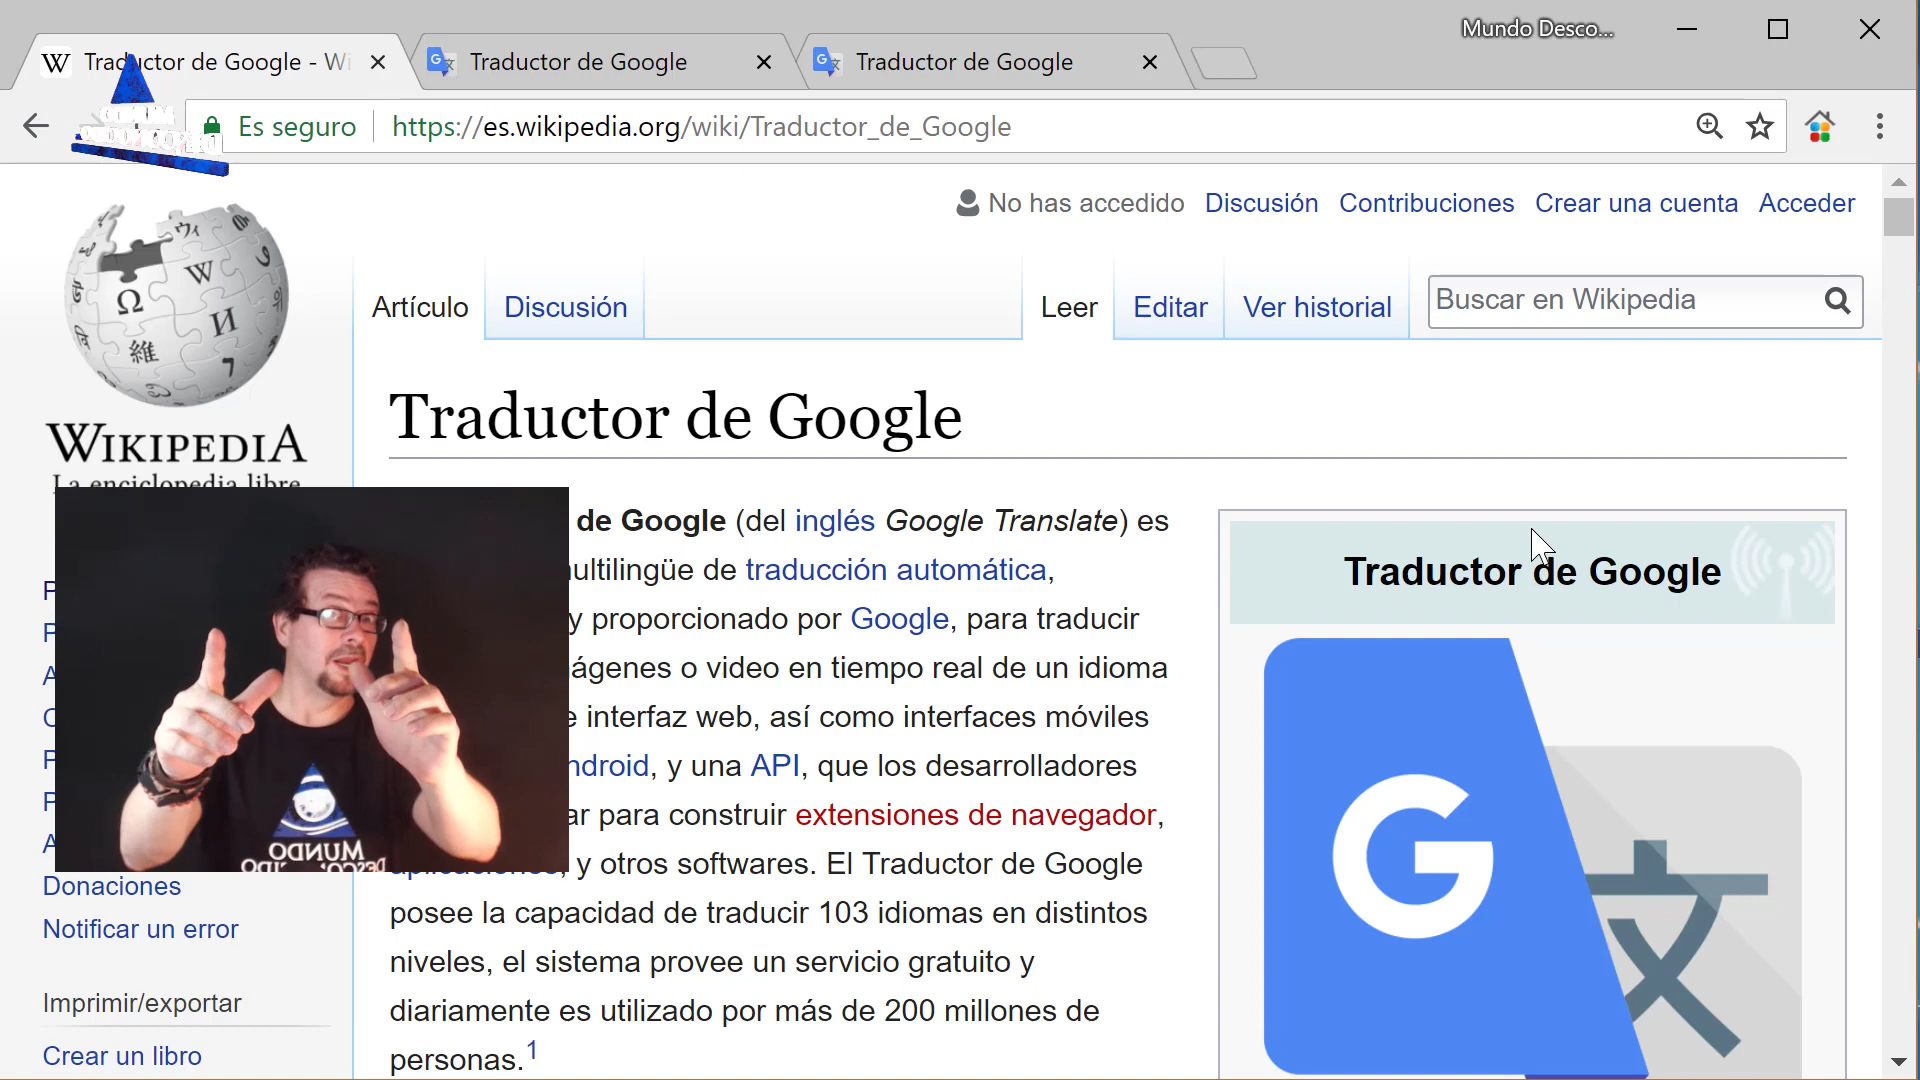 Mundo Desco...
Traductor de Google - Wi
Traductor de Google
Traductor de Google
Es seguro
https://es.wikipedia.org/wiki/Traductor_de_Google
No has accedido Discusión Contribuciones Crear una cuenta Acceder
Artículo Discusión Leer Editar Ver historial Buscar en Wikipedia
WIKIPEDIA
La enciclopedia libre
Traductor de Google
de Google (del inglés Google Translate) es
ultilingüe de traducción automática,
y proporcionado por Google, para traducir
ágenes o video en tiempo real de un idioma
e interfaz web, así como interfaces móviles
ndroid, y una API, que los desarrolladores
ar para construir extensiones de navegador,
aplicaciones, y otros softwares. El Traductor de Google
posee la capacidad de traducir 103 idiomas en distintos
niveles, el sistema provee un servicio gratuito y
diariamente es utilizado por más de 200 millones de
personas.1
Traductor de Google
G
文
MUNDO
Donaciones
Notificar un error
Imprimir/exportar
Crear un libro